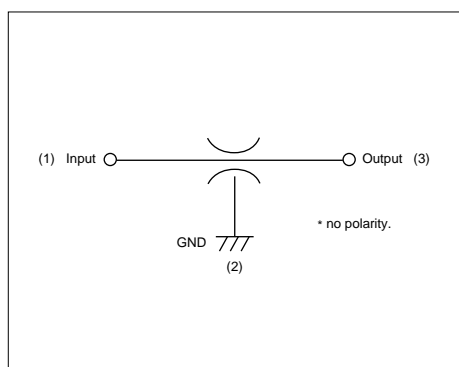 (1) Input Output (3)
* no polarity.
GND
(2)